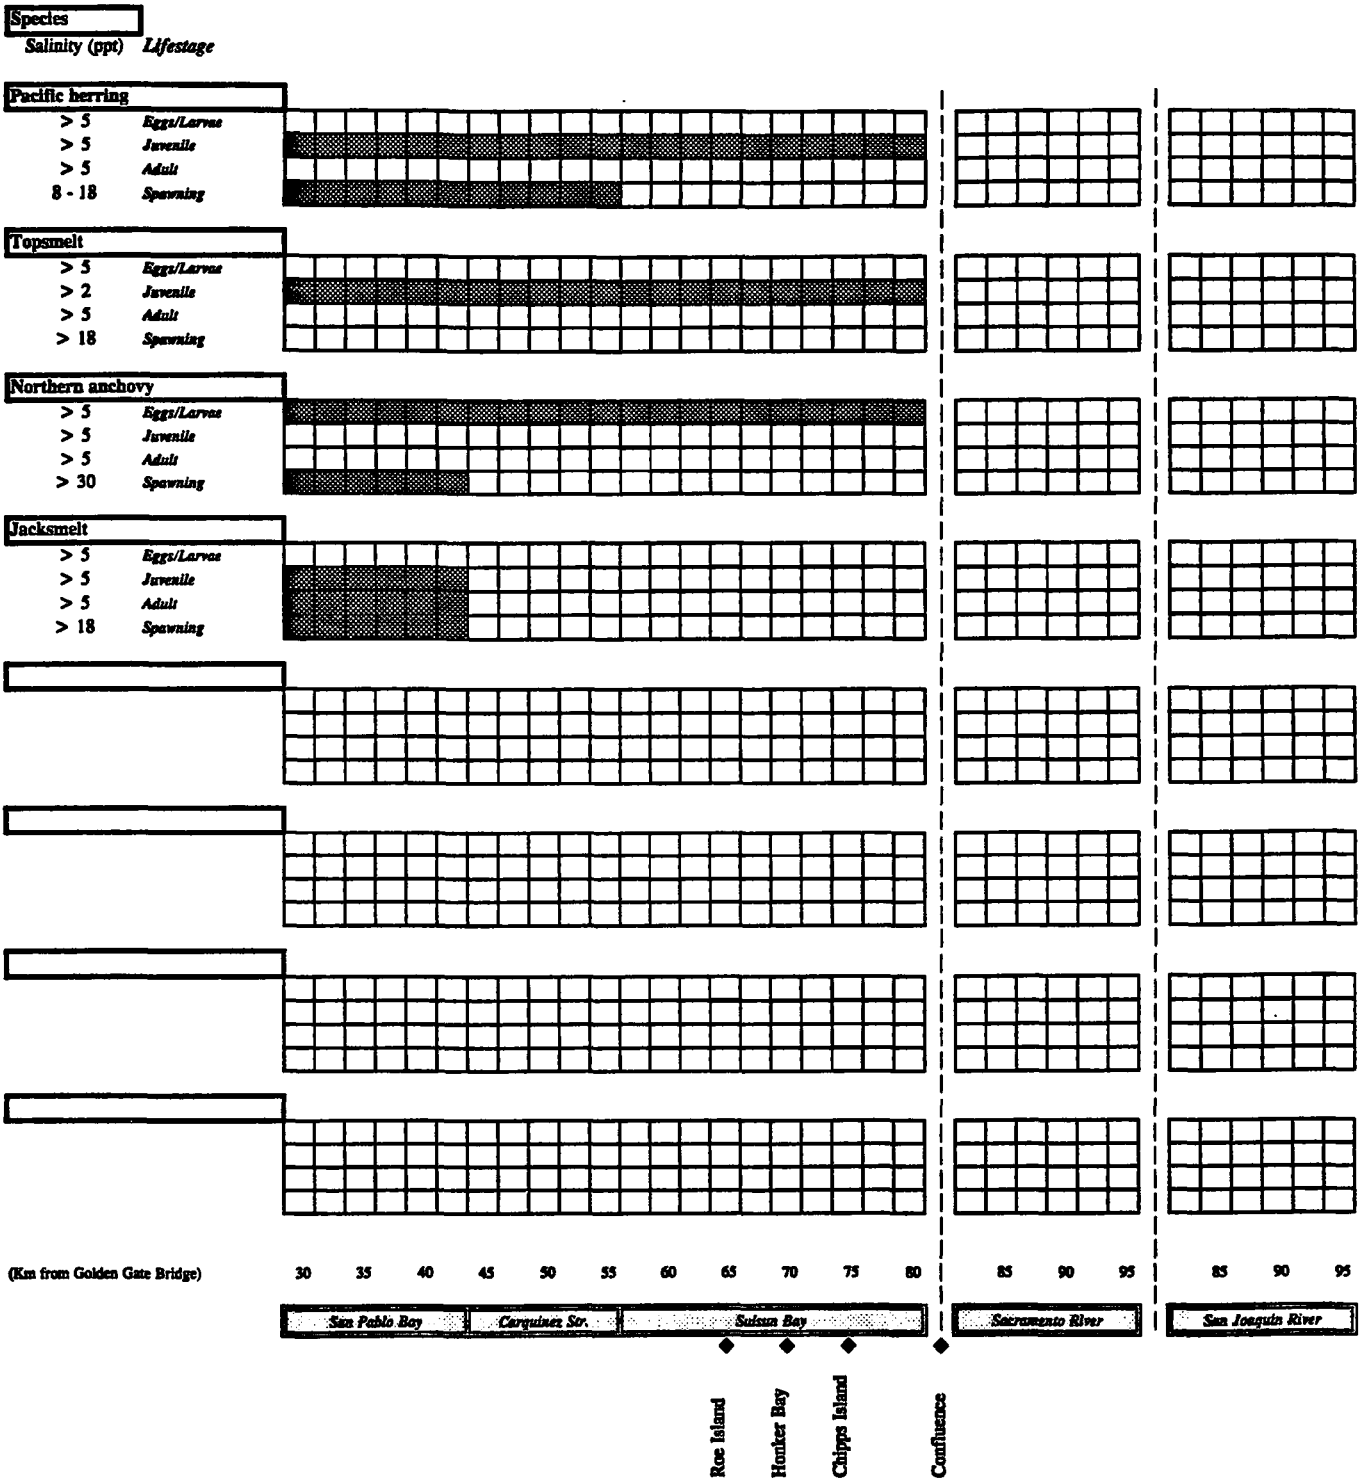 Species
Salinity (ppt) Lifestage
Pacific herring
> 5 Eggs/Larvae
> 5 Juvenile
> 5 Adult
8 - 18 Spawning
Topsmelt
> 5 Eggs/Larvae
> 2 Juvenile
> 5 Adult
> 18 Spawning
Northern anchovy
> 5 Eggs/Larvae
> 5 Juvenile
> 5 Adult
> 30 Spawning
Jacksmelt
> 5 Eggs/Larvae
> 5 Juvenile
> 5 Adult
> 18 Spawning
(Km from Golden Gate Bridge) 30 35 40 45 50 55 60 65 70 75 80 85 90 95 85 90 95
San Pablo Bay Carquinez Str. Suisun Bay Sacramento River San Joaquin River
Roe Island
Honker Bay
Chipps Island
Confluence